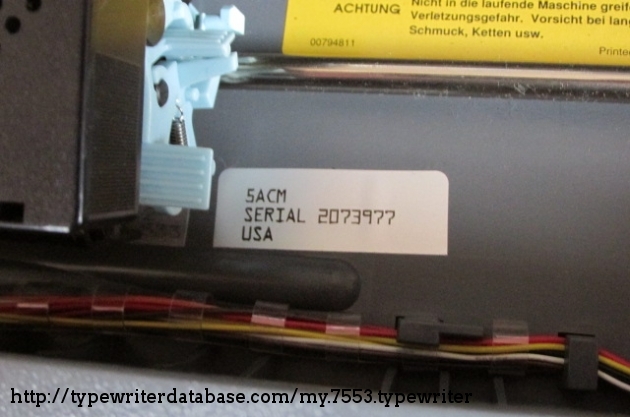 ACHTUNG
Nicht in die laufende Maschine greife
Verletzungsgefahr. Vorsicht bei lan
Schmuck, Ketten usw.
00794811
Printe
5ACM
SERIAL 2073977
USA
http://typewriterdatabase.com/my.7553.typewriter